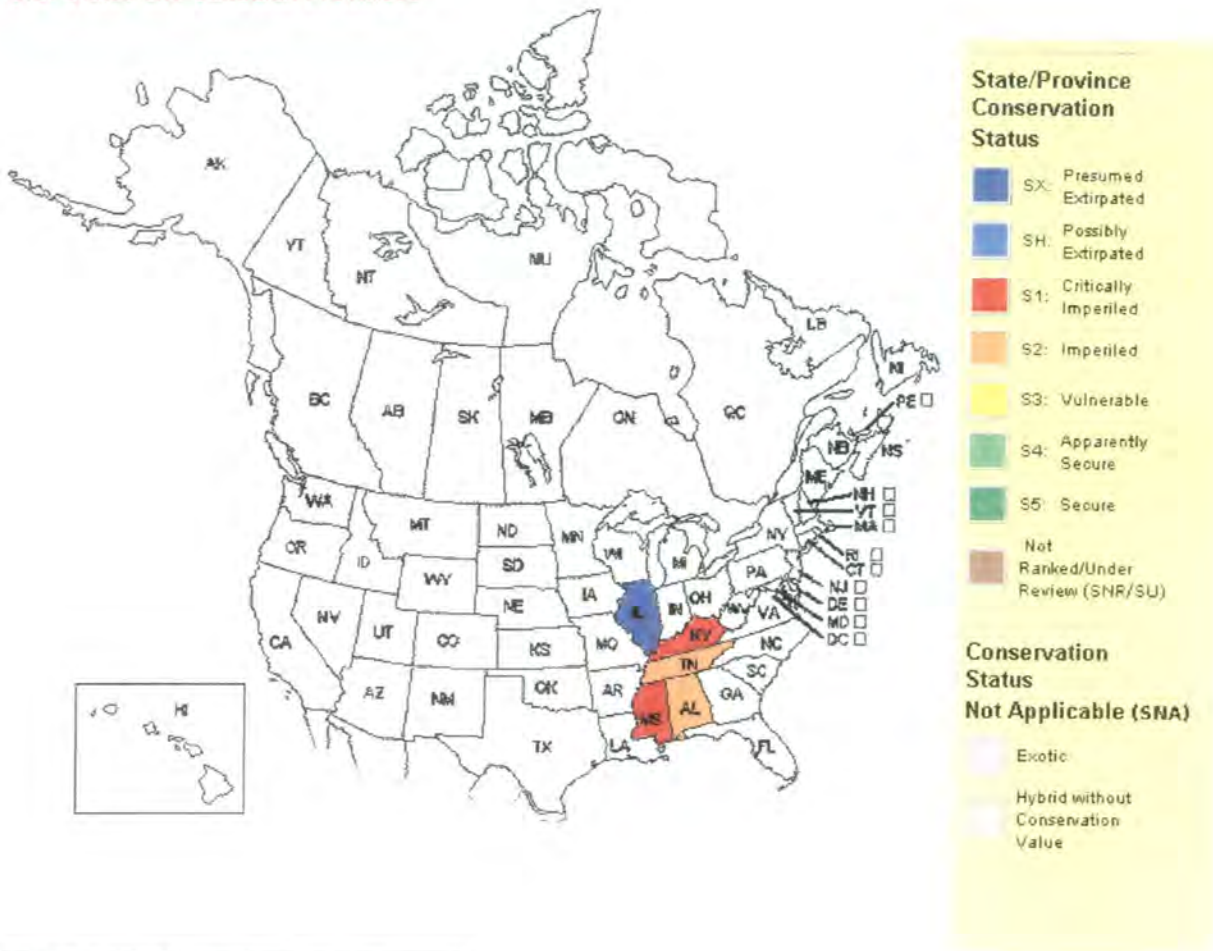 AK
YT
NT
NU
BC
AB
SK
MB
ON
QC
LB
NF
PE
NB
NS
ME
NH
VT
MA
RI
CT
NJ
DE
MD
DC
WA
MT
ND
MN
OR
ID
WY
SD
WI
MI
NY
PA
NV
UT
CO
NE
IA
IL
IN
OH
WV
VA
CA
KS
MO
KY
NC
TN
SC
AZ
NM
OK
AR
MS
AL
GA
TX
LA
FL
HI
State/Province
Conservation
Status
SX: Presumed
Extirpated
SH: Possibly
Extirpated
S1: Critically
Imperiled
S2: Imperiled
S3: Vulnerable
S4: Apparently
Secure
S5: Secure
Not
Ranked/Under
Review (SNR/SU)
Conservation
Status
Not Applicable (SNA)
Exotic
Hybrid without
Conservation
Value